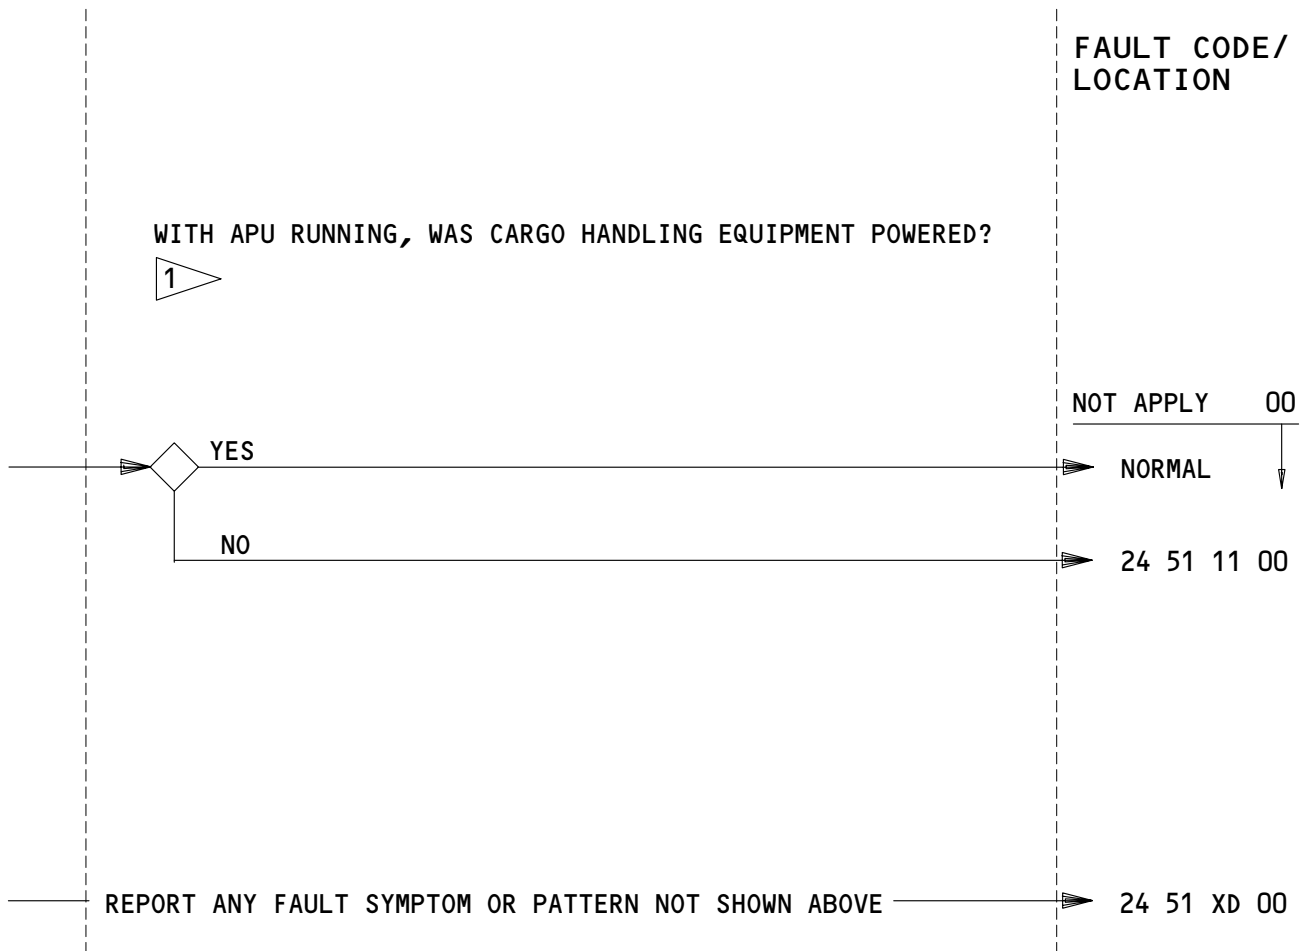 FAULT CODE/
LOCATION
WITH APU RUNNING, WAS CARGO HANDLING EQUIPMENT POWERED?
1
NOT APPLY 00
YES
NORMAL
NO
24 51 11 00
REPORT ANY FAULT SYMPTOM OR PATTERN NOT SHOWN ABOVE
24 51 XD 00